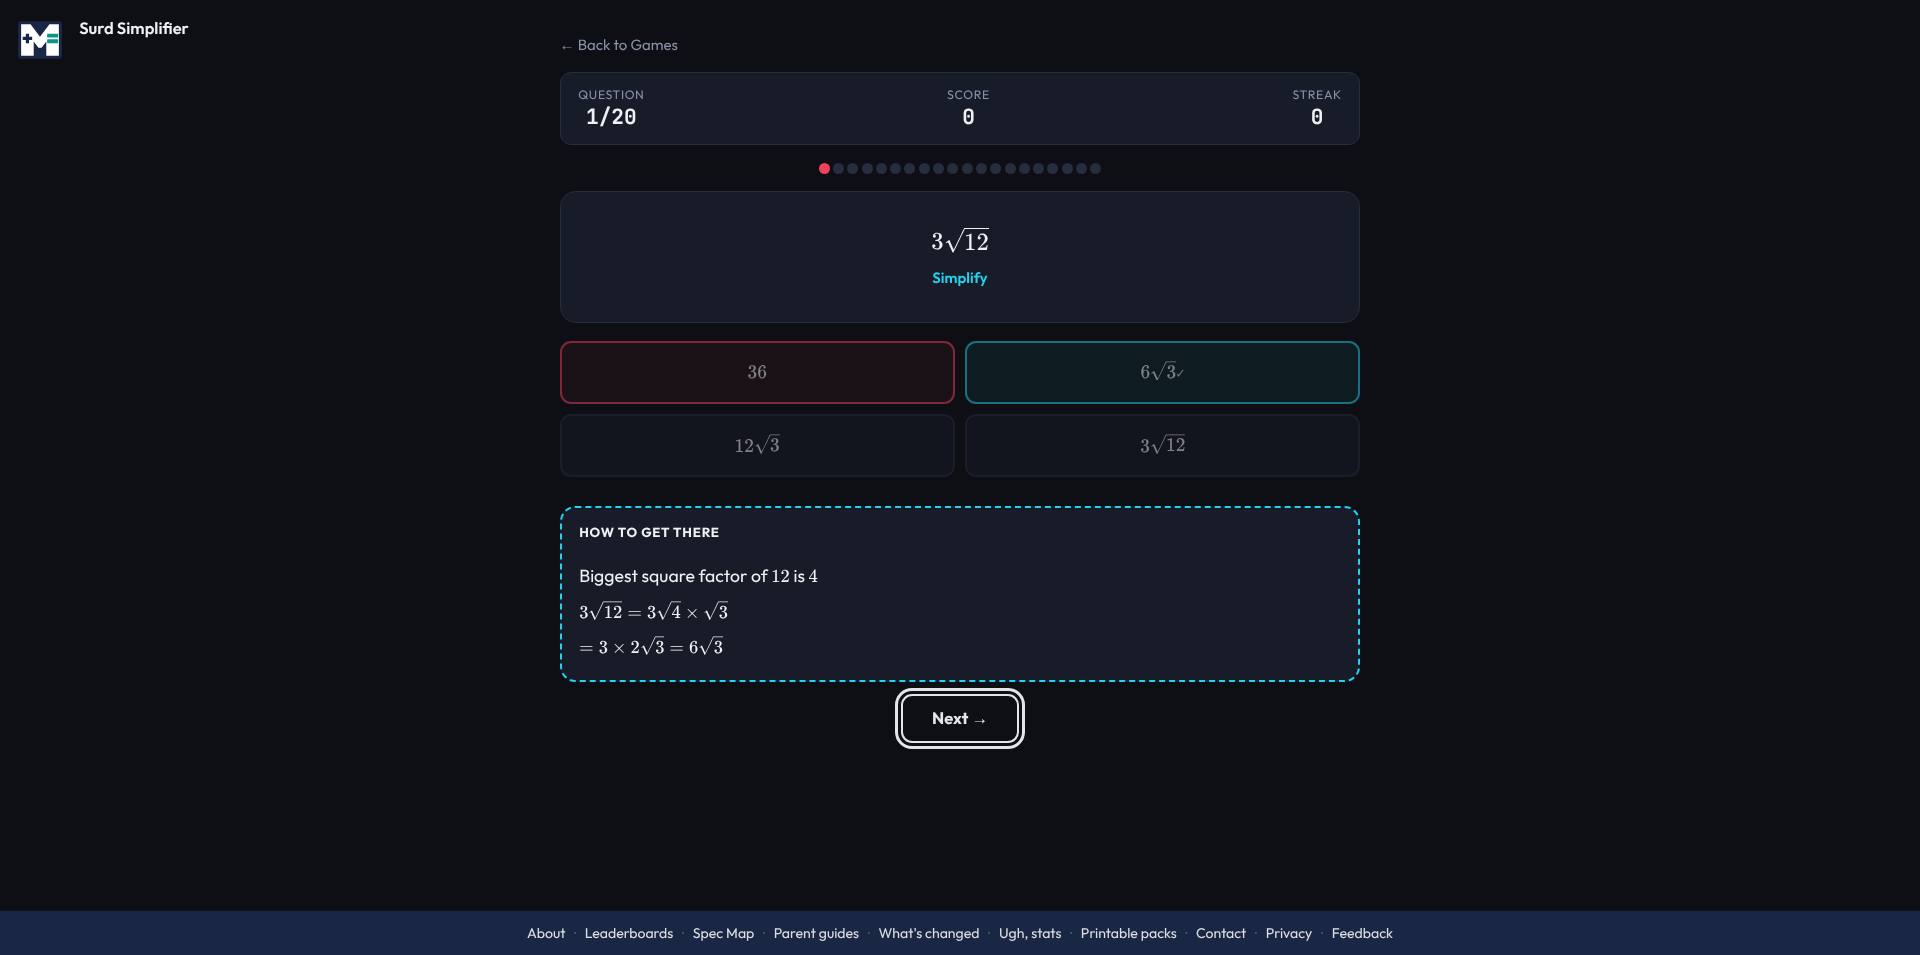 Surd Simplifier
← Back to Games
QUESTION SCORE STREAK
1/20 0 0
3√12
Simplify
36 6√3✓
12√3 3√12
HOW TO GET THERE
Biggest square factor of 12 is 4
3√12 = 3√4 × √3
= 3 × 2√3 = 6√3
Next →
About · Leaderboards · Spec Map · Parent guides · What's changed · Ugh, stats · Printable packs · Contact · Privacy · Feedback